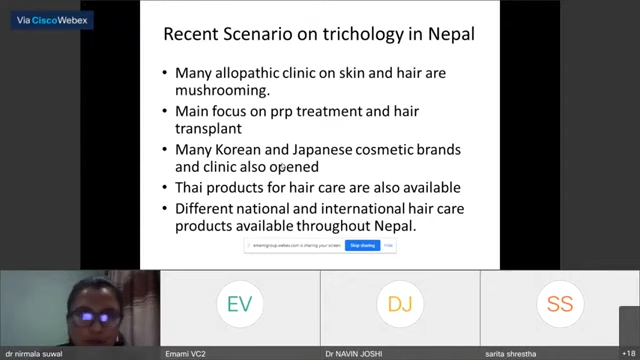 Via Cisco Webex
Recent Scenario on trichology in Nepal
• Many allopathic clinic on skin and hair are
mushrooming.
• Main focus on prp treatment and hair
transplant
• Many Korean and Japanese cosmetic brands
and clinic also opened
• Thai products for hair care are also available
• Different national and international hair care
products available throughout Nepal.
emamigroup.webex.com is sharing your screen. Stop sharing Hide
EV
DJ
SS
dr nirmala suwal
Emami VC2
Dr NAVIN JOSHI
sarita shrestha
+18